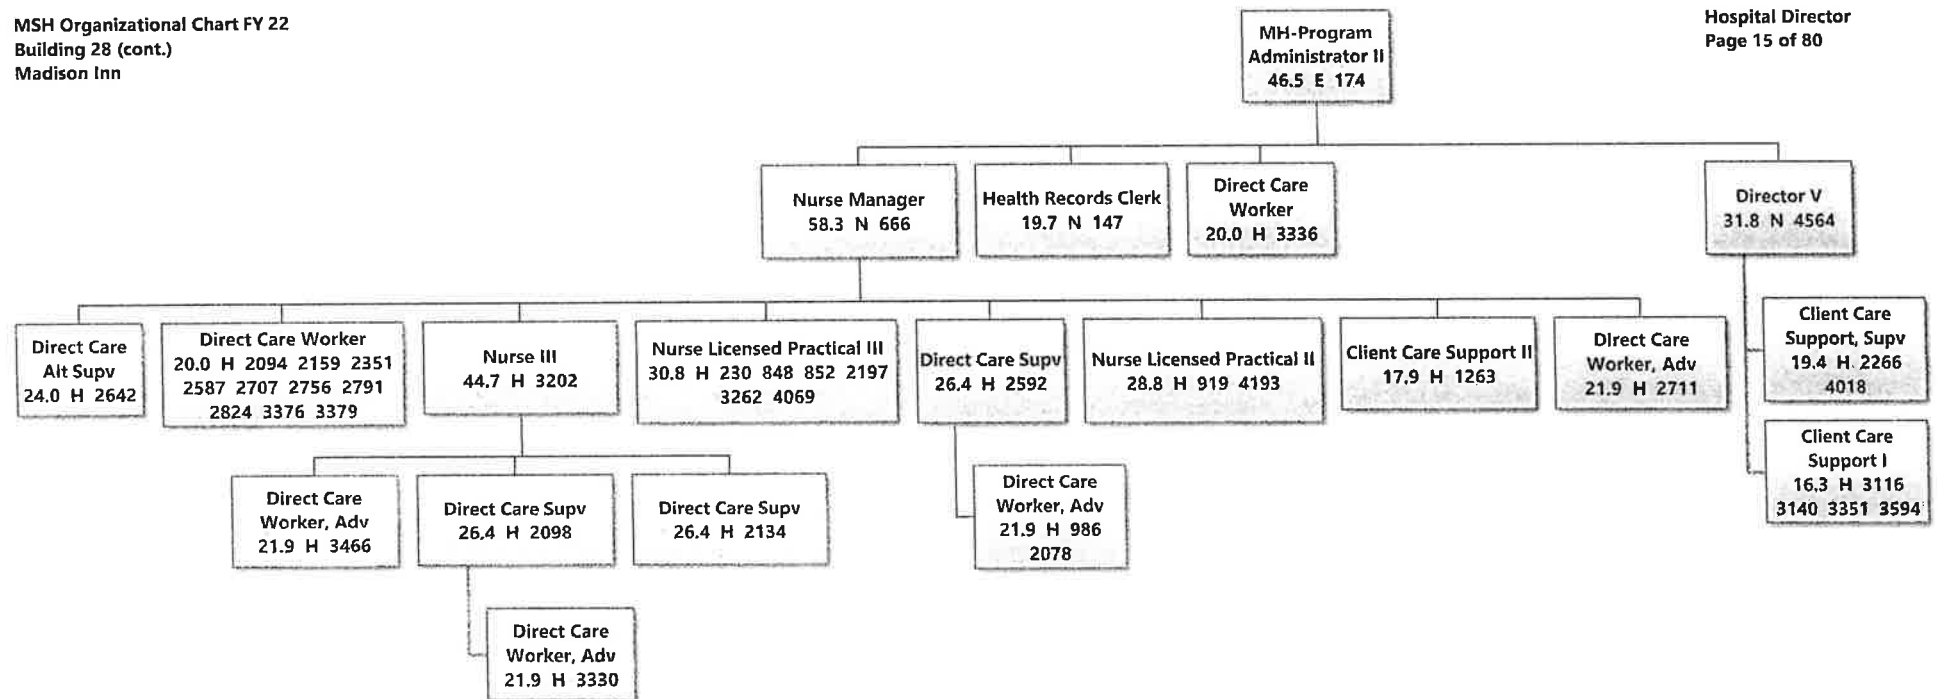 MSH Organizational Chart FY 22
Building 28 (cont.)
Madison Inn
Hospital Director
Page 15 of 80
MH-Program
Administrator II
46.5 E 174
Nurse Manager
58.3 N 666
Health Records Clerk
19.7 N 147
Direct Care
Worker
20.0 H 3336
Director V
31.8 N 4564
Direct Care
Alt Supv
24.0 H 2642
Direct Care Worker
20.0 H 2094 2159 2351
2587 2707 2756 2791
2824 3376 3379
Nurse III
44.7 H 3202
Nurse Licensed Practical III
30.8 H 230 848 852 2197
3262 4069
Direct Care Supv
26.4 H 2592
Nurse Licensed Practical II
28.8 H 919 4193
Client Care Support II
17.9 H 1263
Direct Care
Worker, Adv
21.9 H 2711
Client Care
Support, Supv
19.4 H 2266
4018
Client Care
Support I
16.3 H 3116
3140 3351 3594
Direct Care
Worker, Adv
21.9 H 3466
Direct Care Supv
26.4 H 2098
Direct Care Supv
26.4 H 2134
Direct Care
Worker, Adv
21.9 H 986
2078
Direct Care
Worker, Adv
21.9 H 3330